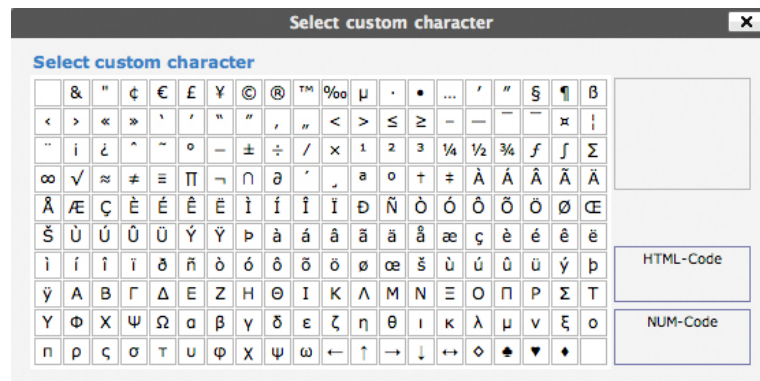 Select custom character
×
Select custom character
& " ¢ € £ ¥ © ® ™ ‰ µ · • … ′ ″ § ¶ ß
‹ › « » ‘ ’ “ ” ‚ „ < > ≤ ≥ – — ¯ ‾ ¤ ¦
¨ ¡ ¿ ˆ ˜ ° − ± ÷ ⁄ × ¹ ² ³ ¼ ½ ¾ ƒ ∫ ∑
∞ √ ≈ ≠ ≡ ∏ ¬ ∩ ∂ ´ ¸ ª º † ‡ À Á Â Ã Ä
Å Æ Ç È É Ê Ë Ì Í Î Ï Ð Ñ Ò Ó Ô Õ Ö Ø Œ
Š Ù Ú Û Ü Ý Ÿ Þ à á â ã ä å æ ç è é ê ë
ì í î ï ð ñ ò ó ô õ ö ø œ š ù ú û ü ý þ
HTML-Code
ÿ Α Β Γ Δ Ε Ζ Η Θ Ι Κ Λ Μ Ν Ξ Ο Π Ρ Σ Τ
Υ Φ Χ Ψ Ω α β γ δ ε ζ η θ ι κ λ μ ν ξ ο
NUM-Code
π ρ ς σ τ υ φ χ ψ ω ← ↑ → ↓ ↔ ◊ ♠ ♥ ♦